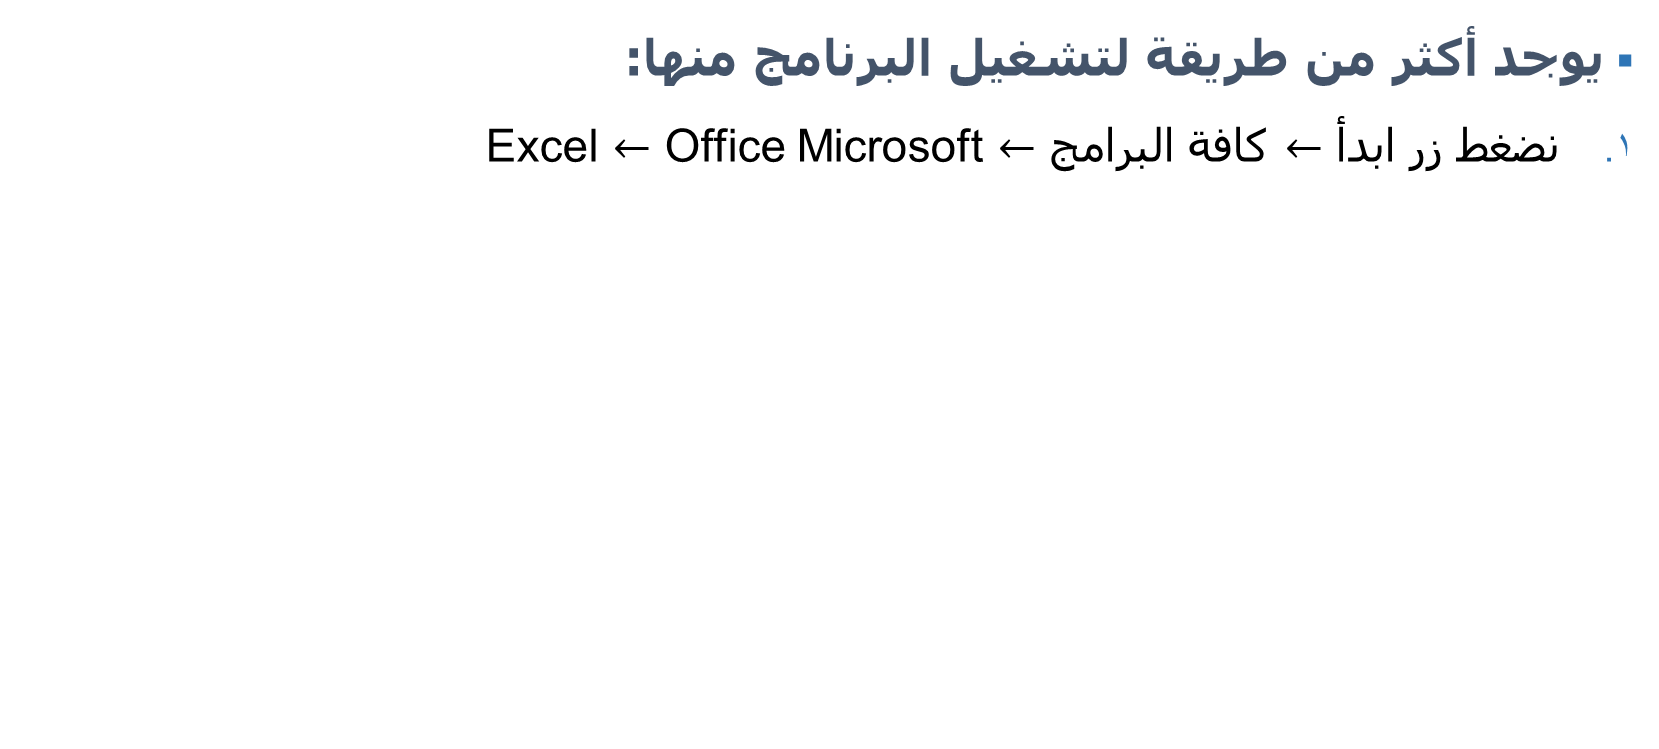 ▪ يوجد أكثر من طريقة لتشغيل البرنامج منها:
١. نضغط زر ابدأ ← كافة البرامج ← Office Microsoft ← Excel